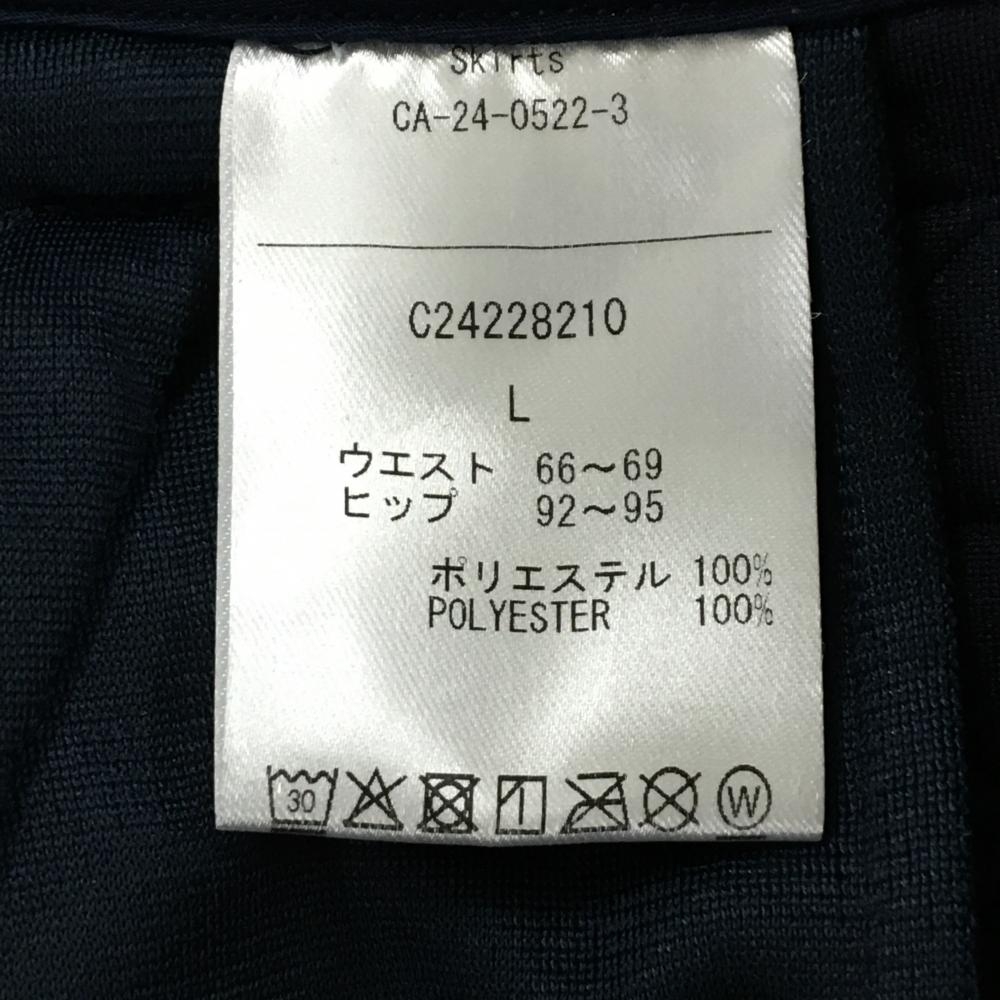 Skirts
CA-24-0522-3
C24228210
L
ウエスト 66～69
ヒップ 92～95
ポリエステル 100%
POLYESTER 100%
30
W